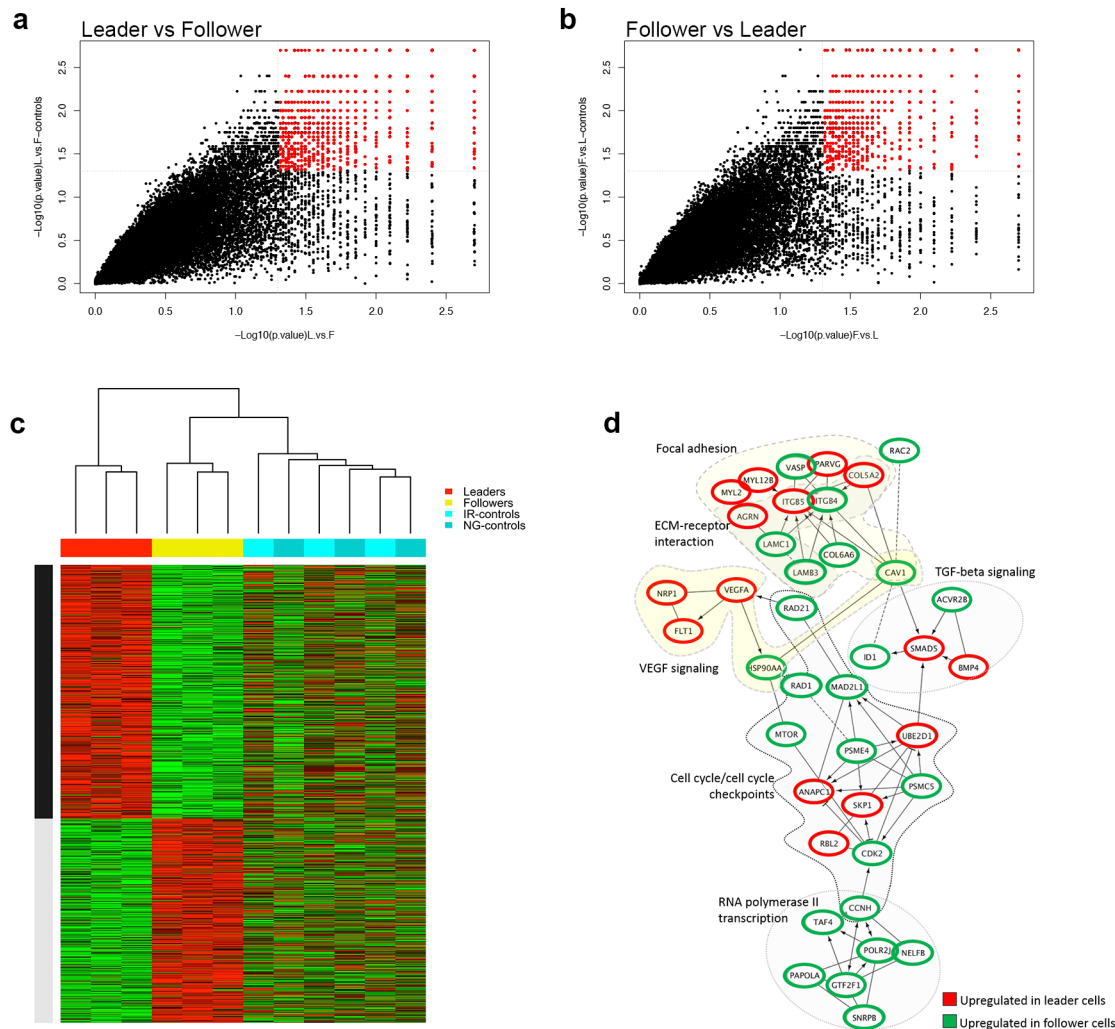 a
Leader vs Follower
−Log10(p.value)L.vs.F−controls
2.5
2.0
1.5
1.0
0.5
0.0
0.0 0.5 1.0 1.5 2.0 2.5
−Log10(p.value)L.vs.F
b
Follower vs Leader
−Log10(p.value)F.vs.L−controls
2.5
2.0
1.5
1.0
0.5
0.0
0.0 0.5 1.0 1.5 2.0 2.5
−Log10(p.value)F.vs.L
c
Leaders
Followers
IR-controls
NG-controls
d
Focal adhesion
RAC2
VASP
PARVG
COL5A2
MYL12B
MYL2
ITGB5
ITGB4
AGRN
ECM-receptor
interaction
LAMC1
COL6A6
LAMB3
CAV1
TGF-beta signaling
NRP1
VEGFA
RAD21
ACVR2B
FLT1
SMAD5
ID1
BMP4
VEGF signaling
HSP90AA
RAD1
MAD2L1
MTOR
UBE2D1
PSME4
Cell cycle/cell cycle
checkpoints
ANAPC1
PSMC5
SKP1
RBL2
CDK2
RNA polymerase II
transcription
CCNH
TAF4
POLR2J
NELFB
PAPOLA
GTF2F1
SNRPB
Upregulated in leader cells
Upregulated in follower cells